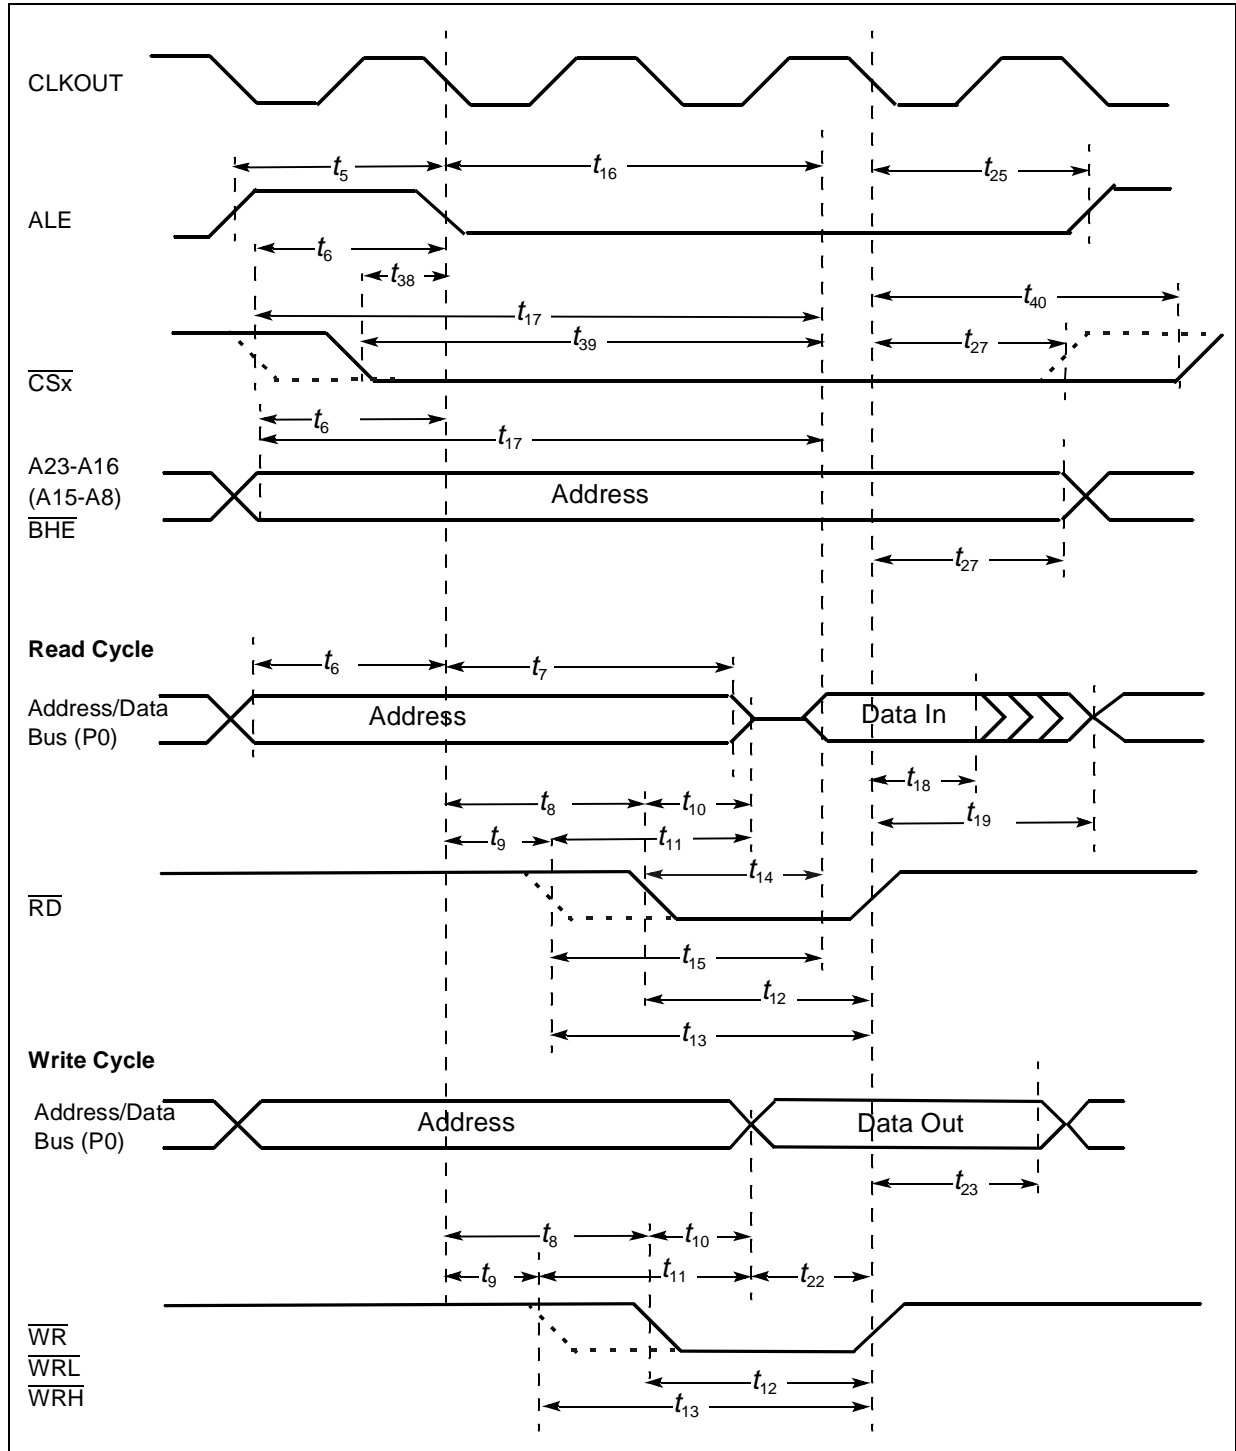 CLKOUT
t5
t16
t25
ALE
t6
t38
t40
t17
t39
t27
CSx
t6
t17
A23-A16
(A15-A8)
Address
BHE
t27
Read Cycle
t6
t7
Address/Data
Bus (P0)
Address
Data In
t18
t8
t10
t19
t9
t11
t14
RD
t15
t12
t13
Write Cycle
Address/Data
Bus (P0)
Address
Data Out
t23
t8
t10
t9
t11
t22
WR
WRL
WRH
t12
t13